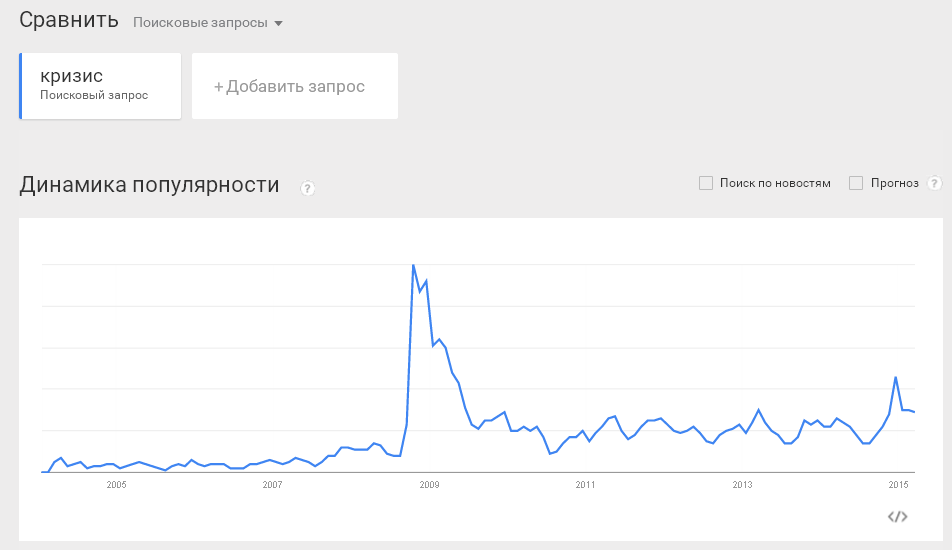 Сравнить Поисковые запросы
кризис
Поисковый запрос
+ Добавить запрос
Динамика популярности ?
Поиск по новостям
Прогноз ?
2005 2007 2009 2011 2013 2015
</>